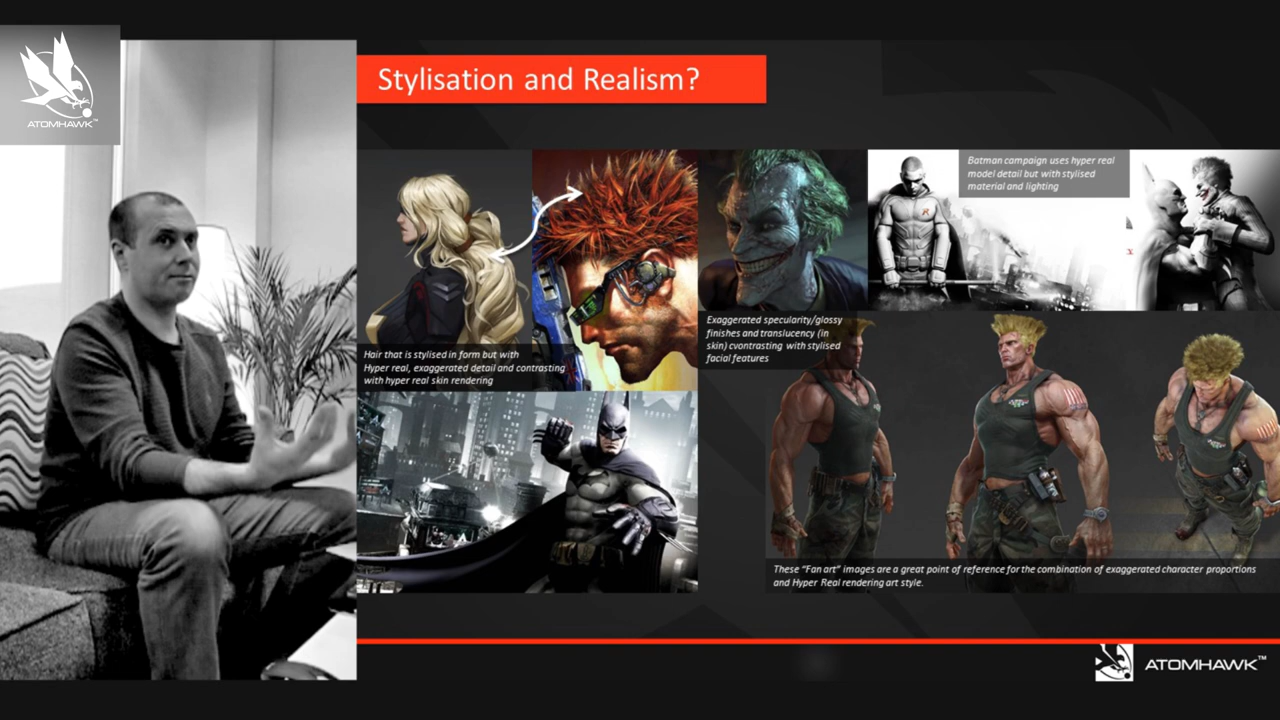 ATOMHAWK™
Stylisation and Realism?
Batman campaign uses hyper real
model detail but with stylised
material and lighting
R
Exaggerated specularity/glossy
finishes and translucency (in
skin) cvontrasting with stylised
facial features
Hair that is stylised in form but with
Hyper real, exaggerated detail and contrasting
with hyper real skin rendering
These "Fan art" images are a great point of reference for the combination of exaggerated character proportions
and Hyper Real rendering art style.
ATOMHAWK™